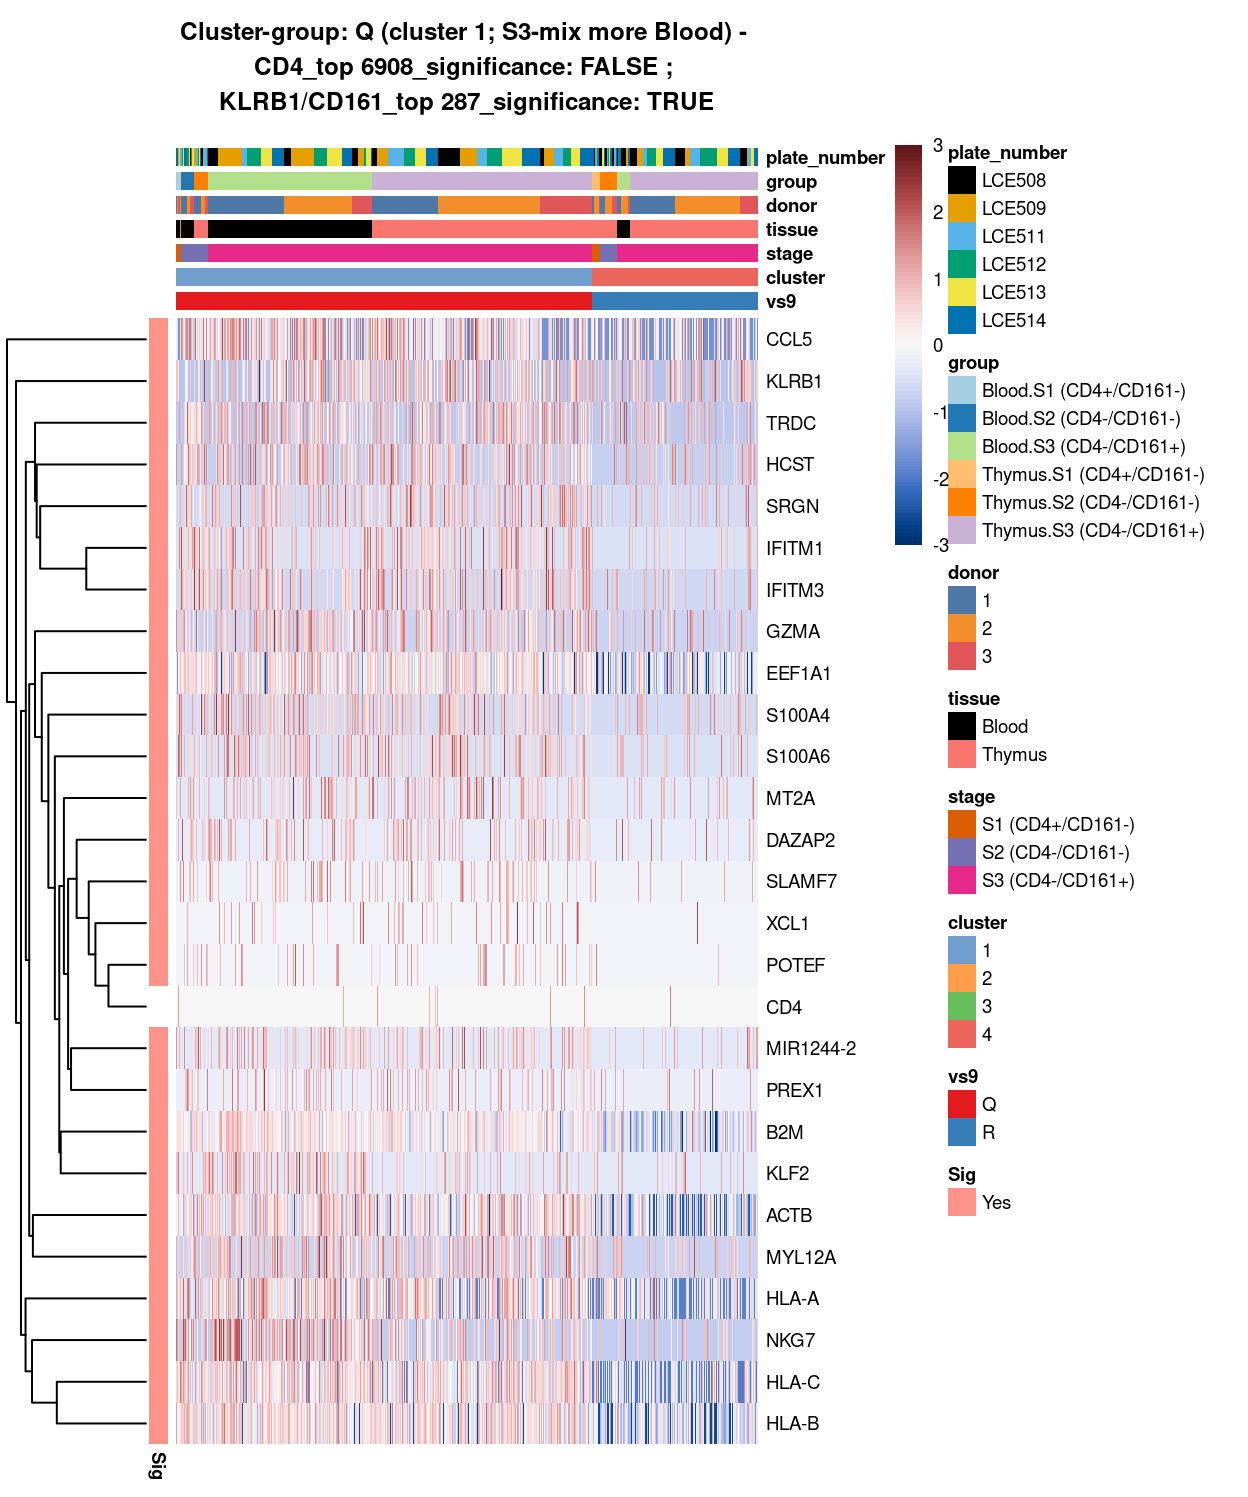 Cluster-group: Q (cluster 1; S3-mix more Blood) -
CD4_top 6908_significance: FALSE ;
KLRB1/CD161_top 287_significance: TRUE
plate_number
group
donor
tissue
stage
cluster
vs9
CCL5
KLRB1
TRDC
HCST
SRGN
IFITM1
IFITM3
GZMA
EEF1A1
S100A4
S100A6
MT2A
DAZAP2
SLAMF7
XCL1
POTEF
CD4
MIR1244-2
PREX1
B2M
KLF2
ACTB
MYL12A
HLA-A
NKG7
HLA-C
HLA-B
Sig
3
2
1
0
-1
-2
-3
plate_number
LCE508
LCE509
LCE511
LCE512
LCE513
LCE514
group
Blood.S1 (CD4+/CD161-)
Blood.S2 (CD4-/CD161-)
Blood.S3 (CD4-/CD161+)
Thymus.S1 (CD4+/CD161-)
Thymus.S2 (CD4-/CD161-)
Thymus.S3 (CD4-/CD161+)
donor
1
2
3
tissue
Blood
Thymus
stage
S1 (CD4+/CD161-)
S2 (CD4-/CD161-)
S3 (CD4-/CD161+)
cluster
1
2
3
4
vs9
Q
R
Sig
Yes